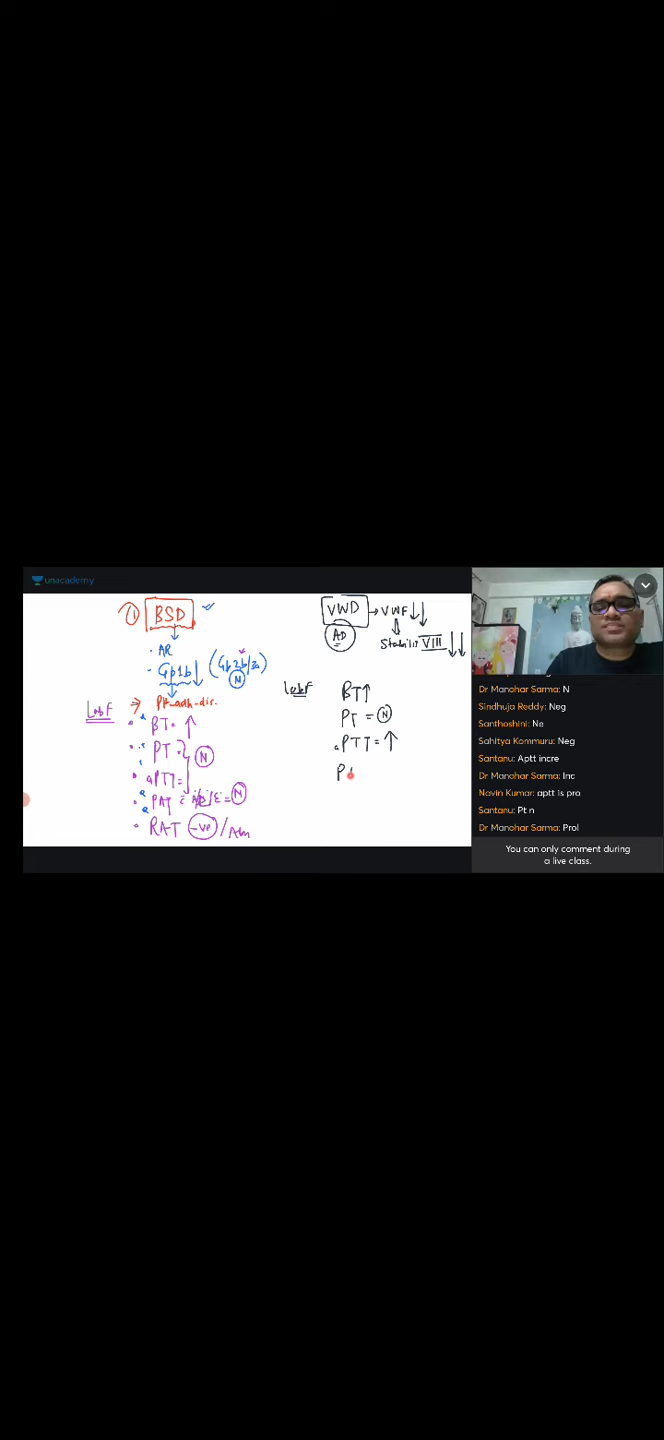 unacademy
① BSD
· AR
· Gp1b↓ (Gp2b/3a) N
→ Plt-adh-dis.
Lab F
BT = ↑
PT =
aPTT = N
PAT = N
RAT -ve / Abn
VWD → VWF ↓↓
AD
VIII ↓↓
Lab F
BT↑
PT = N
aPTT = ↑
P
Dr Manohar Sarma: N
Sindhuja Reddy: Neg
Santhoshini: Ne
Sahitya Kommuru: Neg
Santanu: Aptt incre
Dr Manohar Sarma: Inc
Navin Kumar: aptt is pro
Santanu: Pt n
Dr Manohar Sarma: Prol
You can only comment during
a live class.